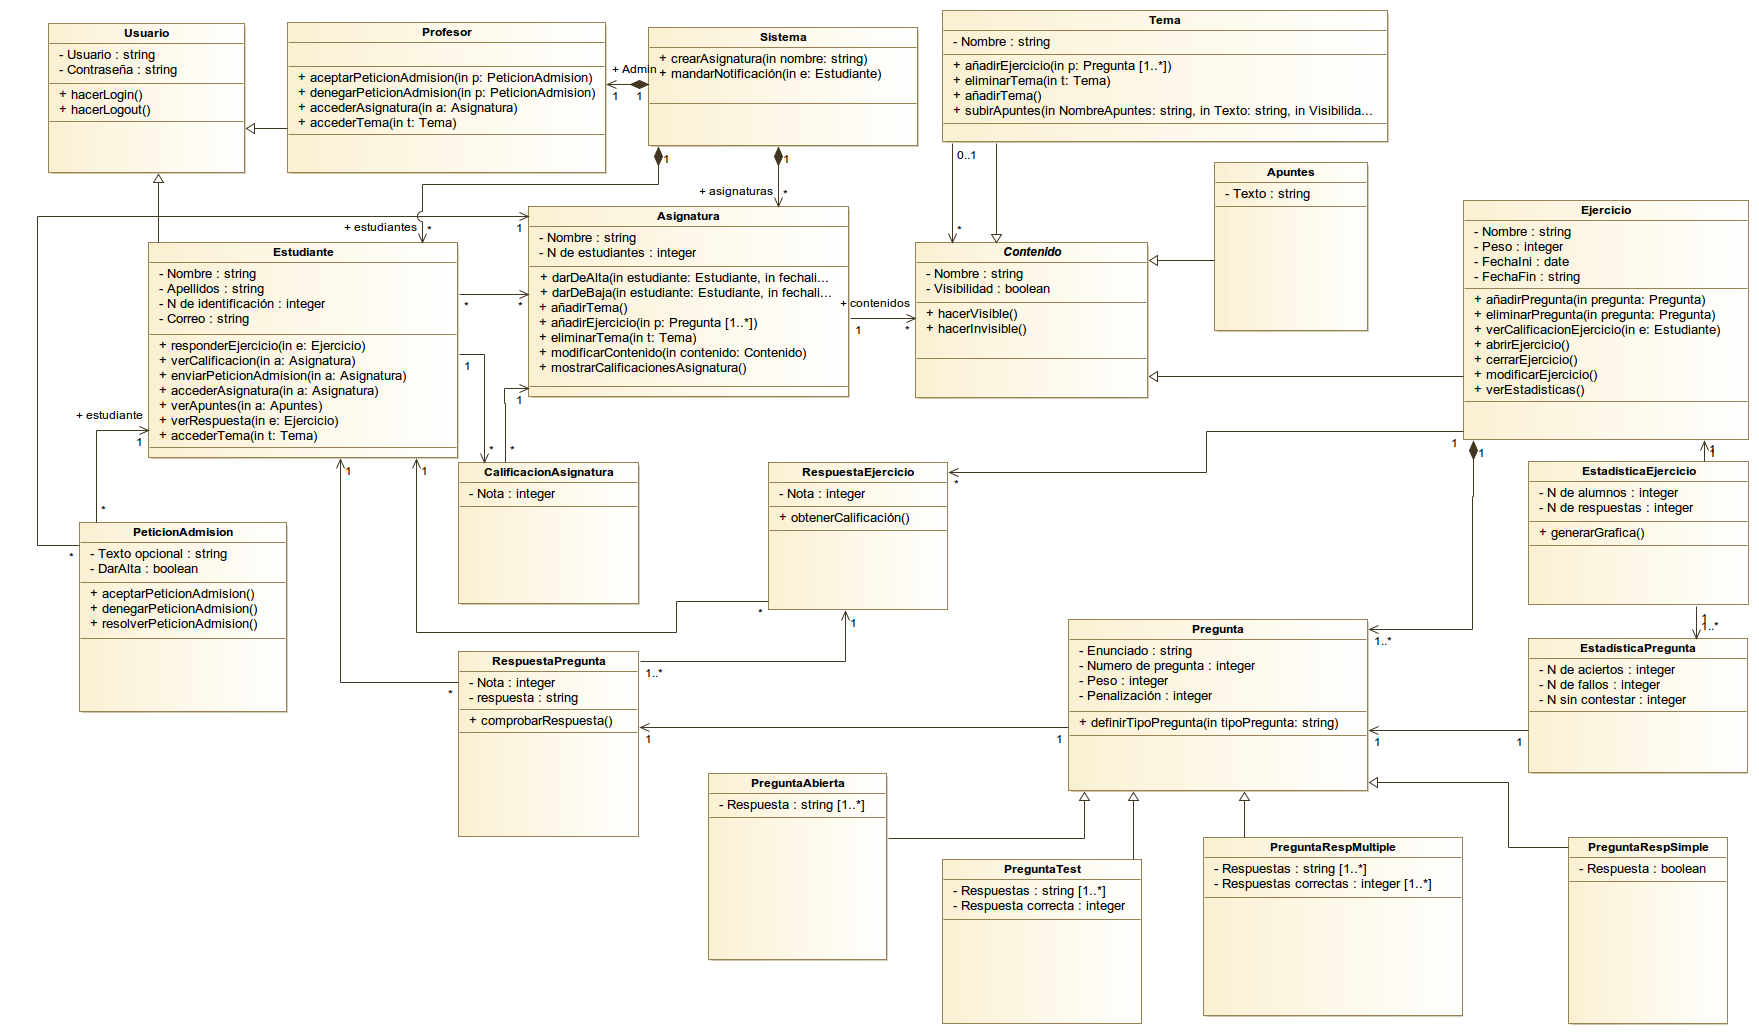 Usuario
- Usuario : string
- Contraseña : string
+ hacerLogin()
+ hacerLogout()
Profesor
+ aceptarPeticionAdmision(in p: PeticionAdmision)
+ denegarPeticionAdmision(in p: PeticionAdmision)
+ accederAsignatura(in a: Asignatura)
+ accederTema(in t: Tema)
+ Admin
1
1
Sistema
+ crearAsignatura(in nombre: string)
+ mandarNotificación(in e: Estudiante)
1
1
+ asignaturas
*
+ estudiantes
*
Tema
- Nombre : string
+ añadirEjercicio(in p: Pregunta [1..*])
+ eliminarTema(in t: Tema)
+ añadirTema()
+ subirApuntes(in NombreApuntes: string, in Texto: string, in Visibilida...
0..1
*
Apuntes
- Texto : string
Asignatura
- Nombre : string
- N de estudiantes : integer
+ darDeAlta(in estudiante: Estudiante, in fechali...
+ darDeBaja(in estudiante: Estudiante, in fechali...
+ añadirTema()
+ añadirEjercicio(in p: Pregunta [1..*])
+ eliminarTema(in t: Tema)
+ modificarContenido(in contenido: Contenido)
+ mostrarCalificacionesAsignatura()
1
+ contenidos
1
*
Contenido
- Nombre : string
- Visibilidad : boolean
+ hacerVisible()
+ hacerInvisible()
Ejercicio
- Nombre : string
- Peso : integer
- FechaIni : date
- FechaFin : string
+ añadirPregunta(in pregunta: Pregunta)
+ eliminarPregunta(in pregunta: Pregunta)
+ verCalificacionEjercicio(in e: Estudiante)
+ abrirEjercicio()
+ cerrarEjercicio()
+ modificarEjercicio()
+ verEstadisticas()
Estudiante
- Nombre : string
- Apellidos : string
- N de identificación : integer
- Correo : string
+ responderEjercicio(in e: Ejercicio)
+ verCalificacion(in a: Asignatura)
+ enviarPeticionAdmision(in a: Asignatura)
+ accederAsignatura(in a: Asignatura)
+ verApuntes(in a: Apuntes)
+ verRespuesta(in e: Ejercicio)
+ accederTema(in t: Tema)
*
*
1
*
1
*
+ estudiante
1
*
*
1
1
CalificacionAsignatura
- Nota : integer
RespuestaEjercicio
- Nota : integer
+ obtenerCalificación()
*
1
1
*
1
1
EstadísticaEjercicio
- N de alumnos : integer
- N de respuestas : integer
+ generarGrafica()
1
1..*
PeticionAdmision
- Texto opcional : string
- DarAlta : boolean
+ aceptarPeticionAdmision()
+ denegarPeticionAdmision()
+ resolverPeticionAdmision()
RespuestaPregunta
- Nota : integer
- respuesta : string
+ comprobarRespuesta()
*
1..*
1
1
Pregunta
- Enunciado : string
- Numero de pregunta : integer
- Peso : integer
- Penalización : integer
+ definirTipoPregunta(in tipoPregunta: string)
1..*
1
1
1
EstadísticaPregunta
- N de aciertos : integer
- N de fallos : integer
- N sin contestar : integer
PreguntaAbierta
- Respuesta : string [1..*]
PreguntaTest
- Respuestas : string [1..*]
- Respuesta correcta : integer
PreguntaRespMultiple
- Respuestas : string [1..*]
- Respuestas correctas : integer [1..*]
PreguntaRespSimple
- Respuesta : boolean